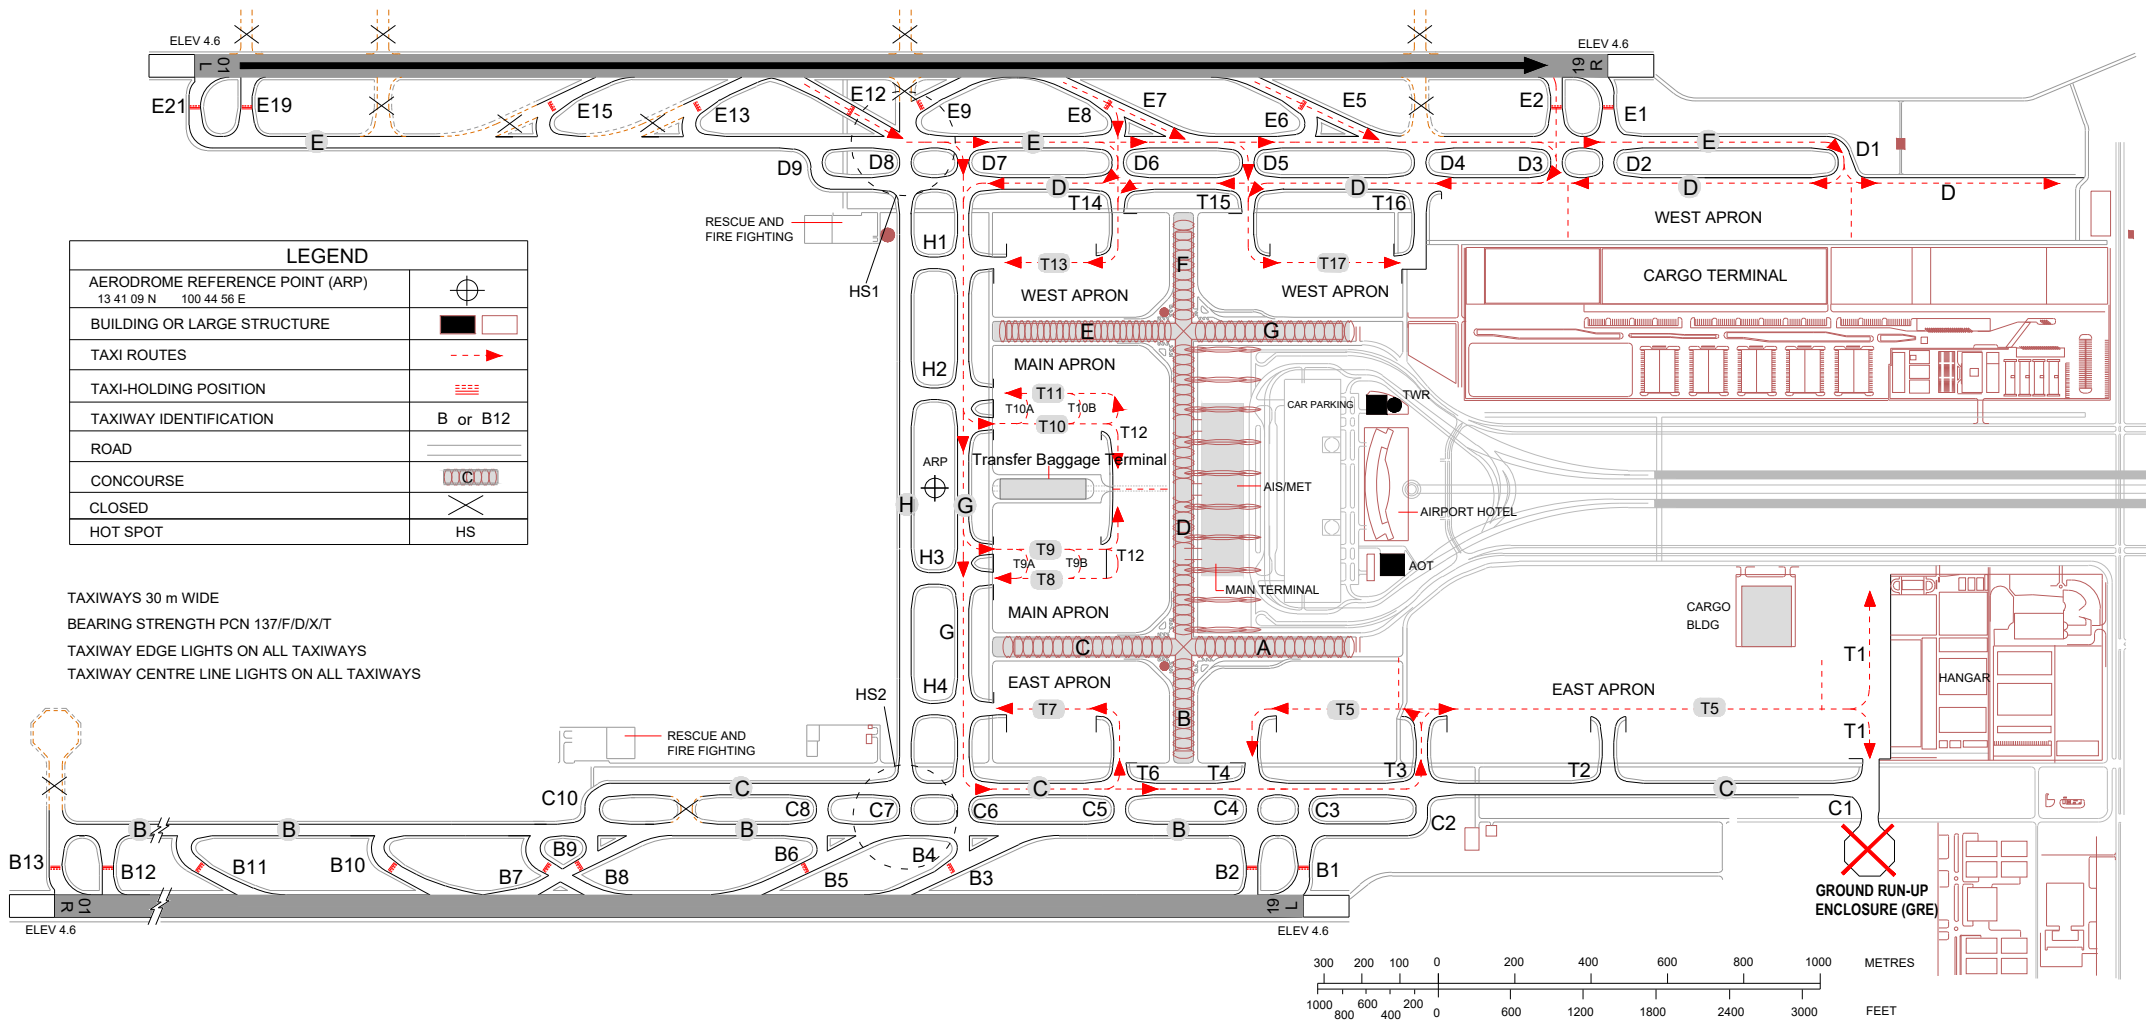 ELEV 4.6
ELEV 4.6
01
L
19
R
E21
E19
E15
E13
E12
E9
E8
E7
E6
E5
E2
E1
E
E
E
D9
D8
D7
D6
D5
D4
D3
D2
D1
D
D
D
D
T14
T15
T16
H1
RESCUE AND
FIRE FIGHTING
HS1
WEST APRON
T13
T17
F
CARGO TERMINAL
WEST APRON
WEST APRON
LEGEND
AERODROME REFERENCE POINT (ARP)
13 41 09 N 100 44 56 E
BUILDING OR LARGE STRUCTURE
TAXI ROUTES
TAXI-HOLDING POSITION
TAXIWAY IDENTIFICATION
B or B12
ROAD
CONCOURSE
C
CLOSED
HOT SPOT
HS
E
G
MAIN APRON
H2
T11
T10A
T10B
T10
T12
CAR PARKING
TWR
ARP
Transfer Baggage Terminal
AIS/MET
AIRPORT HOTEL
H
G
D
H3
T9
T9A
T9B
T8
T12
AOT
MAIN TERMINAL
MAIN APRON
CARGO
BLDG
TAXIWAYS 30 m WIDE
BEARING STRENGTH PCN 137/F/D/X/T
TAXIWAY EDGE LIGHTS ON ALL TAXIWAYS
TAXIWAY CENTRE LINE LIGHTS ON ALL TAXIWAYS
G
C
A
T1
HANGAR
H4
EAST APRON
EAST APRON
HS2
T7
B
T5
T5
T1
RESCUE AND
FIRE FIGHTING
T6
T4
T3
T2
C10
C
C8
C7
C6
C
C5
C4
C3
C2
C
C1
B
B
B
B
B13
B12
B11
B10
B9
B7
B8
B6
B5
B4
B3
B2
B1
GROUND RUN-UP
ENCLOSURE (GRE)
01
R
19
L
ELEV 4.6
ELEV 4.6
300 200 100 0 200 400 600 800 1000 METRES
1000 800 600 400 200 0 600 1200 1800 2400 3000 FEET